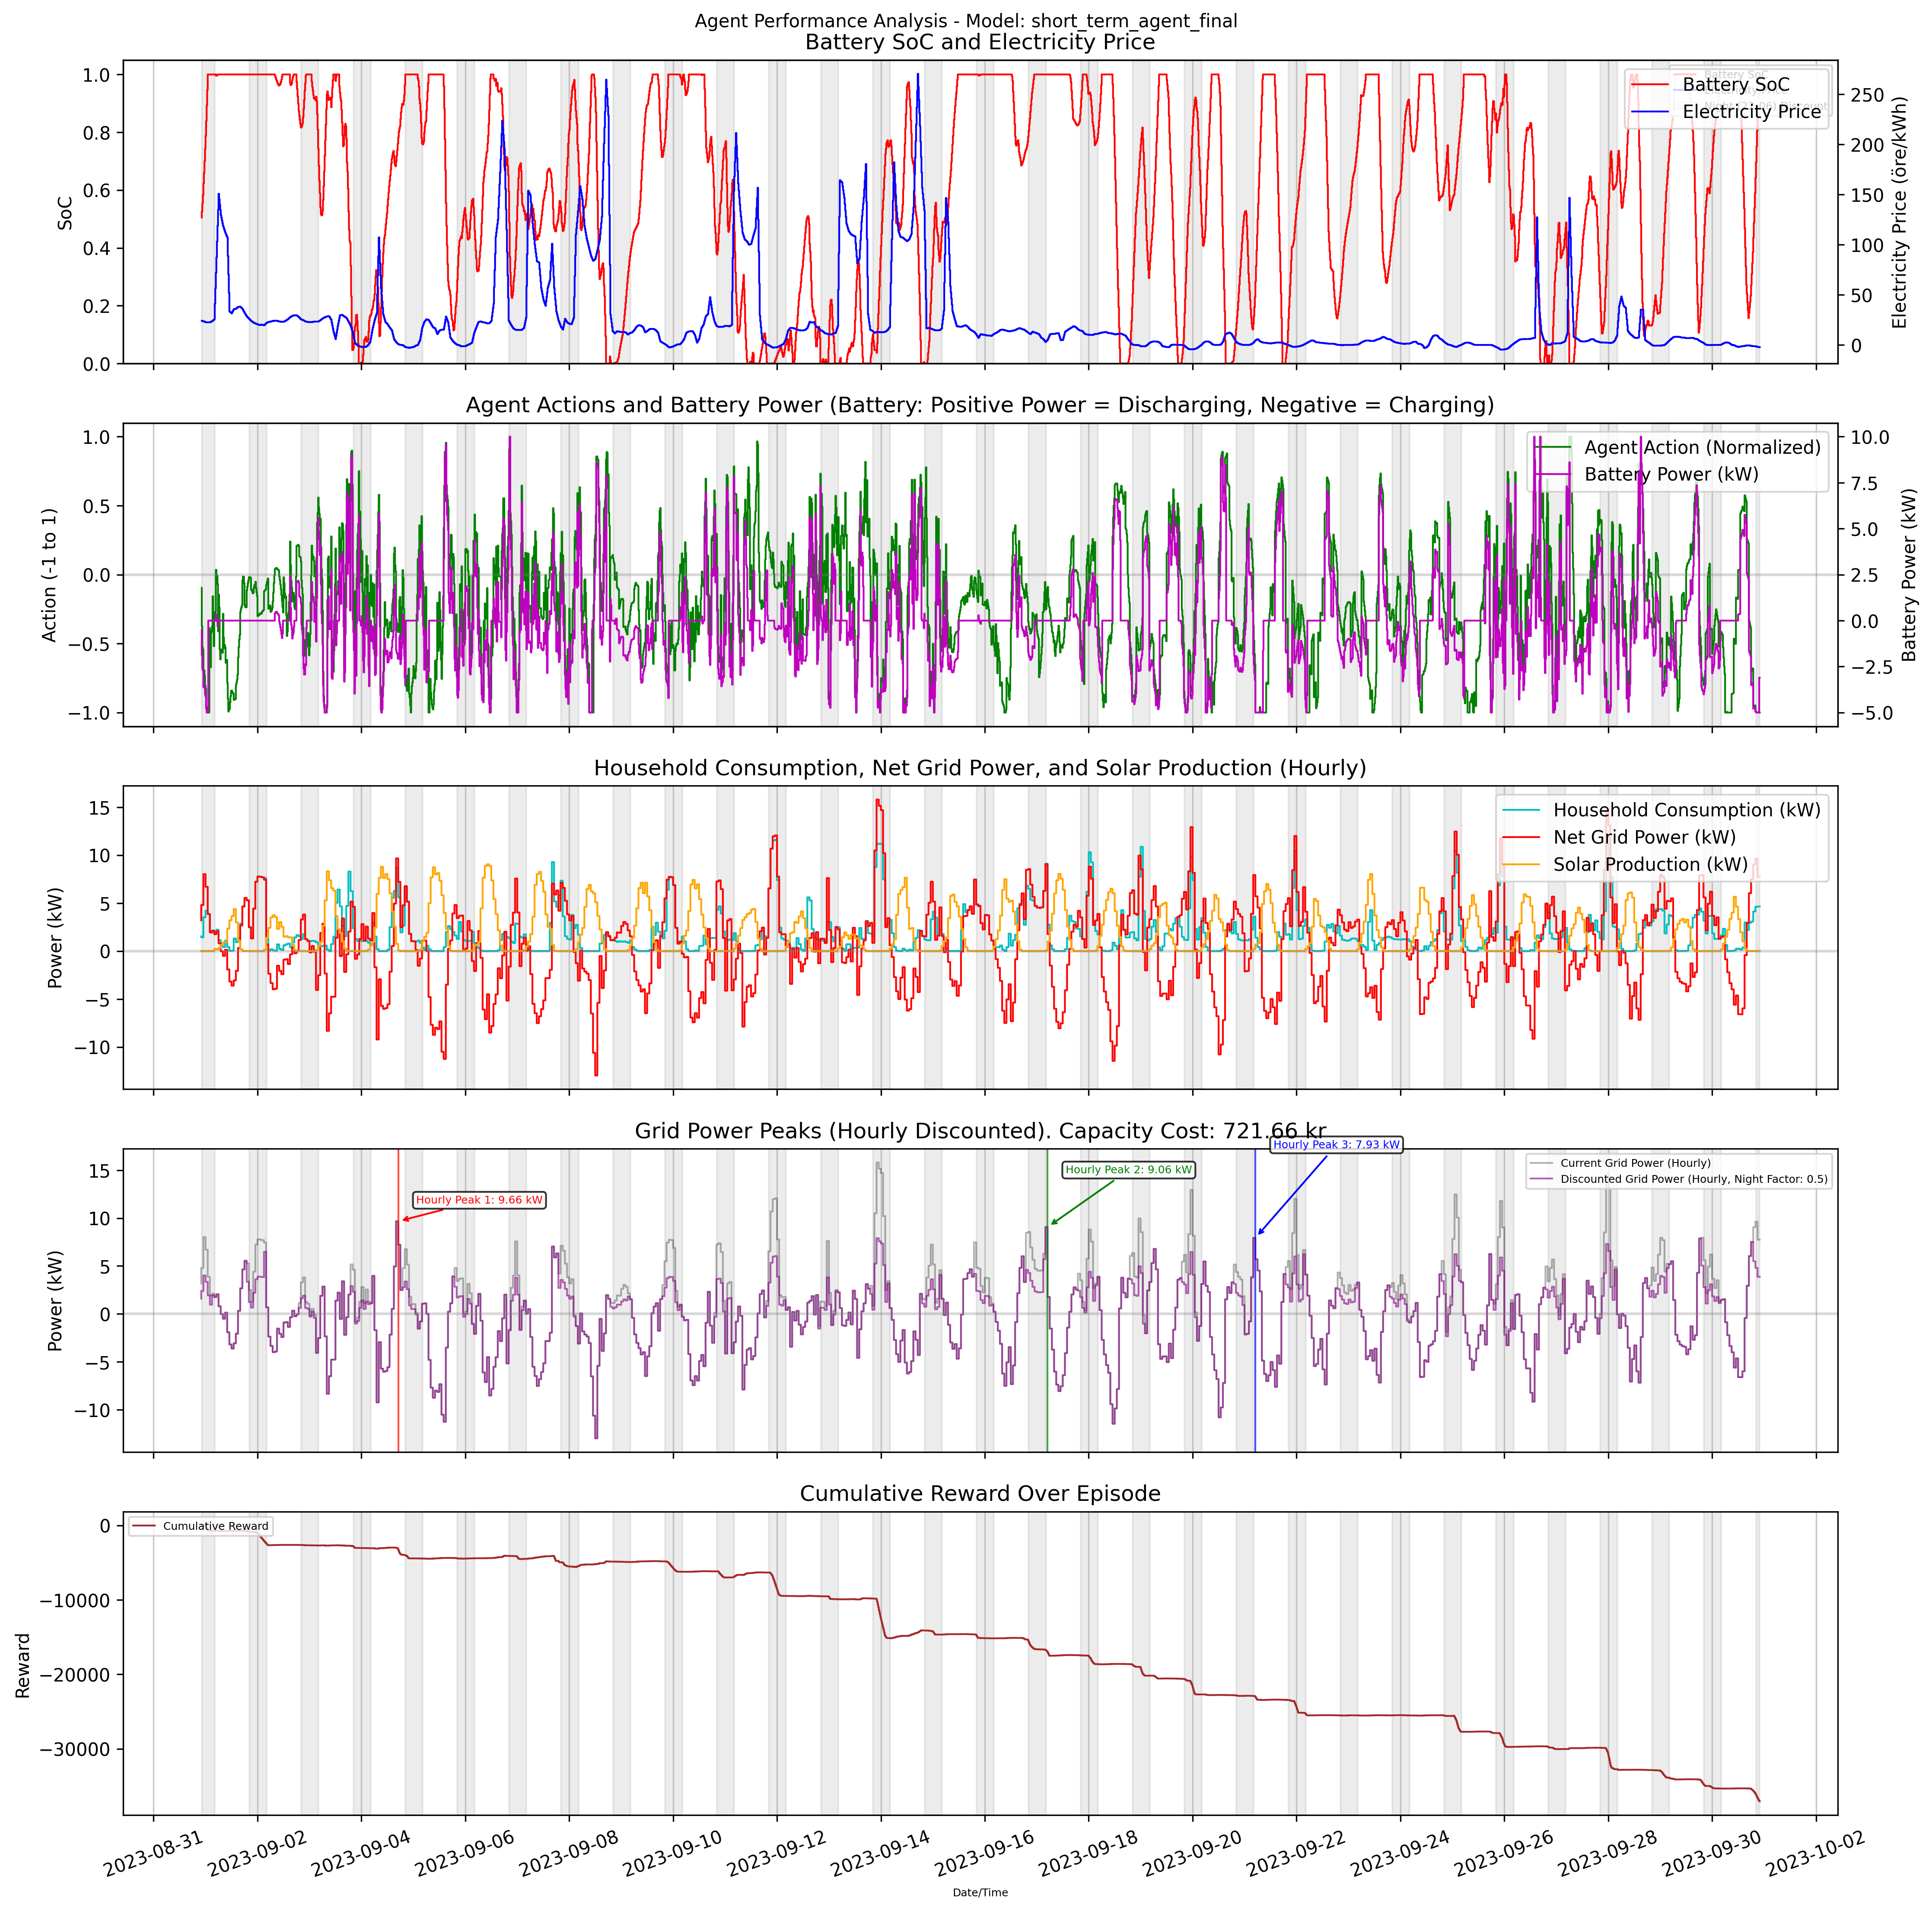 Agent Performance Analysis - Model: short_term_agent_final
Battery SoC and Electricity Price
1.0
0.8
0.6
0.4
0.2
0.0
SoC
Battery SoC
Electricity Price
250
200
150
100
50
0
Electricity Price (öre/kWh)
Agent Actions and Battery Power (Battery: Positive Power = Discharging, Negative = Charging)
1.0
0.5
0.0
−0.5
−1.0
Action (-1 to 1)
Agent Action (Normalized)
Battery Power (kW)
10.0
7.5
5.0
2.5
0.0
−2.5
−5.0
Battery Power (kW)
Household Consumption, Net Grid Power, and Solar Production (Hourly)
15
10
5
0
−5
−10
Power (kW)
Household Consumption (kW)
Net Grid Power (kW)
Solar Production (kW)
Grid Power Peaks (Hourly Discounted). Capacity Cost: 721.66 kr
15
10
5
0
−5
−10
Power (kW)
Hourly Peak 1: 9.66 kW
Hourly Peak 2: 9.06 kW
Hourly Peak 3: 7.93 kW
Current Grid Power (Hourly)
Discounted Grid Power (Hourly, Night Factor: 0.5)
Cumulative Reward Over Episode
0
−10000
−20000
−30000
Reward
Cumulative Reward
2023-08-31
2023-09-02
2023-09-04
2023-09-06
2023-09-08
2023-09-10
2023-09-12
2023-09-14
2023-09-16
2023-09-18
2023-09-20
2023-09-22
2023-09-24
2023-09-26
2023-09-28
2023-09-30
2023-10-02
Date/Time